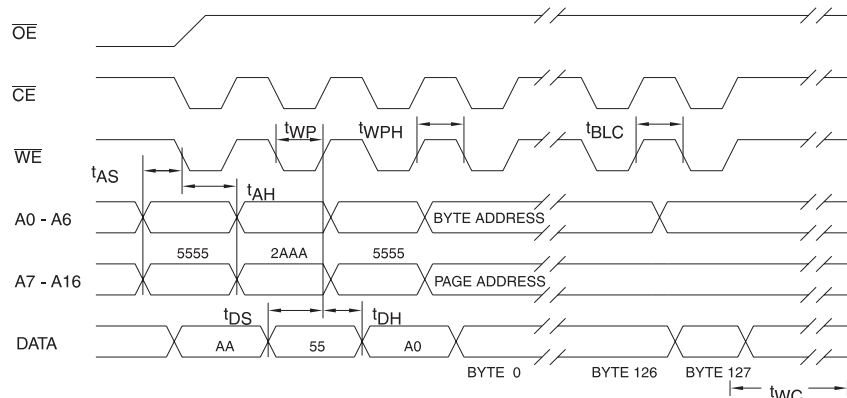 OE
CE
tWP
tWPH
tBLC
WE
tAS
tAH
A0 - A6
BYTE ADDRESS
5555
2AAA
5555
A7 - A16
PAGE ADDRESS
tDS
tDH
DATA
AA
55
A0
BYTE 0
BYTE 126
BYTE 127
tWC